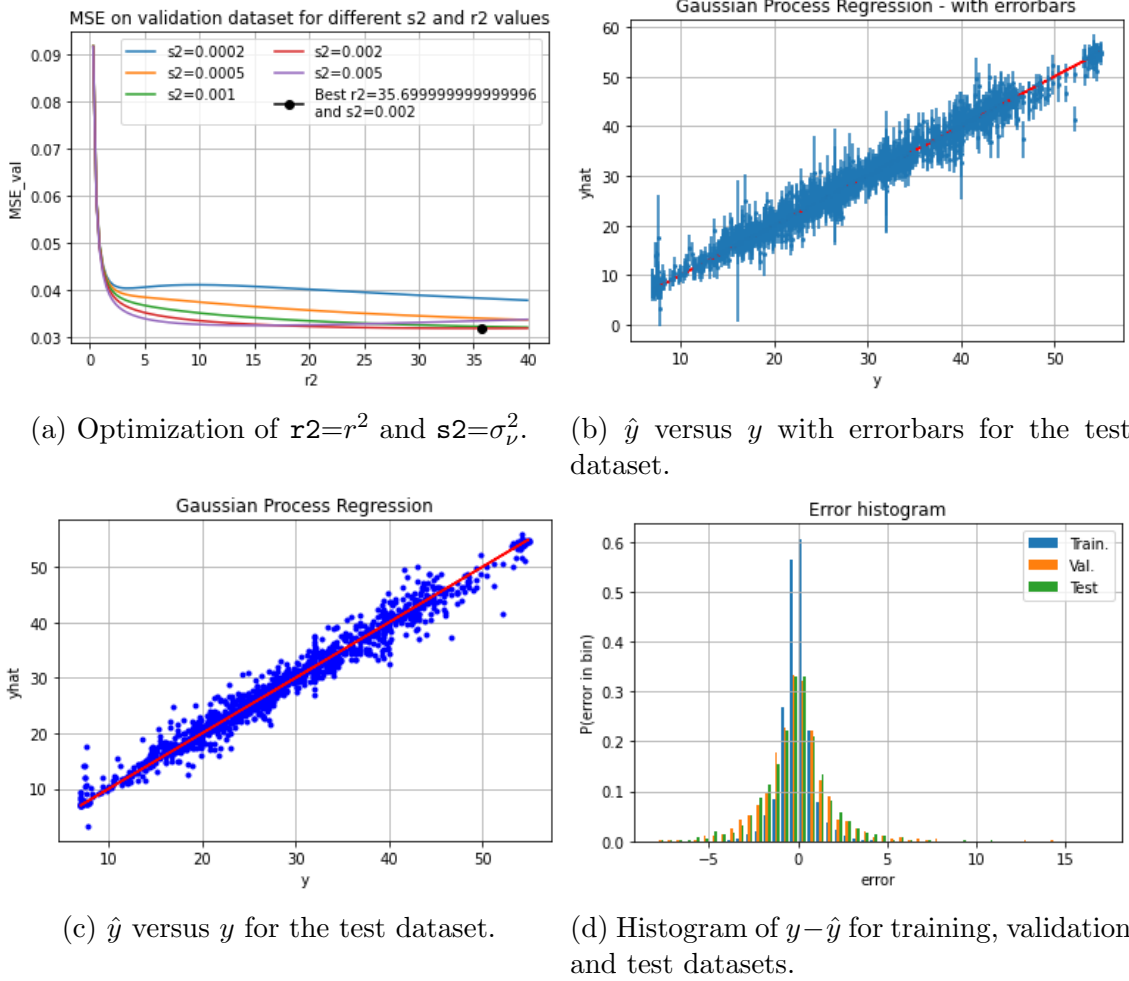 MSE on validation dataset for different s2 and r2 values
s2=0.0002
s2=0.0005
s2=0.001
s2=0.002
s2=0.005
Best r2=35.699999999999996
and s2=0.002
0.09
0.08
0.07
0.06
0.05
0.04
0.03
MSE_val
0 5 10 15 20 25 30 35 40
r2
(a) Optimization of r2=r² and s2=σ²ᵥ.
Gaussian Process Regression - with errorbars
60
50
40
30
20
10
0
yhat
10 20 30 40 50
y
(b) ŷ versus y with errorbars for the test
dataset.
Gaussian Process Regression
50
40
30
20
10
yhat
10 20 30 40 50
y
(c) ŷ versus y for the test dataset.
Error histogram
Train.
Val.
Test
0.6
0.5
0.4
0.3
0.2
0.1
0.0
P(error in bin)
−5 0 5 10 15
error
(d) Histogram of y−ŷ for training, validation
and test datasets.